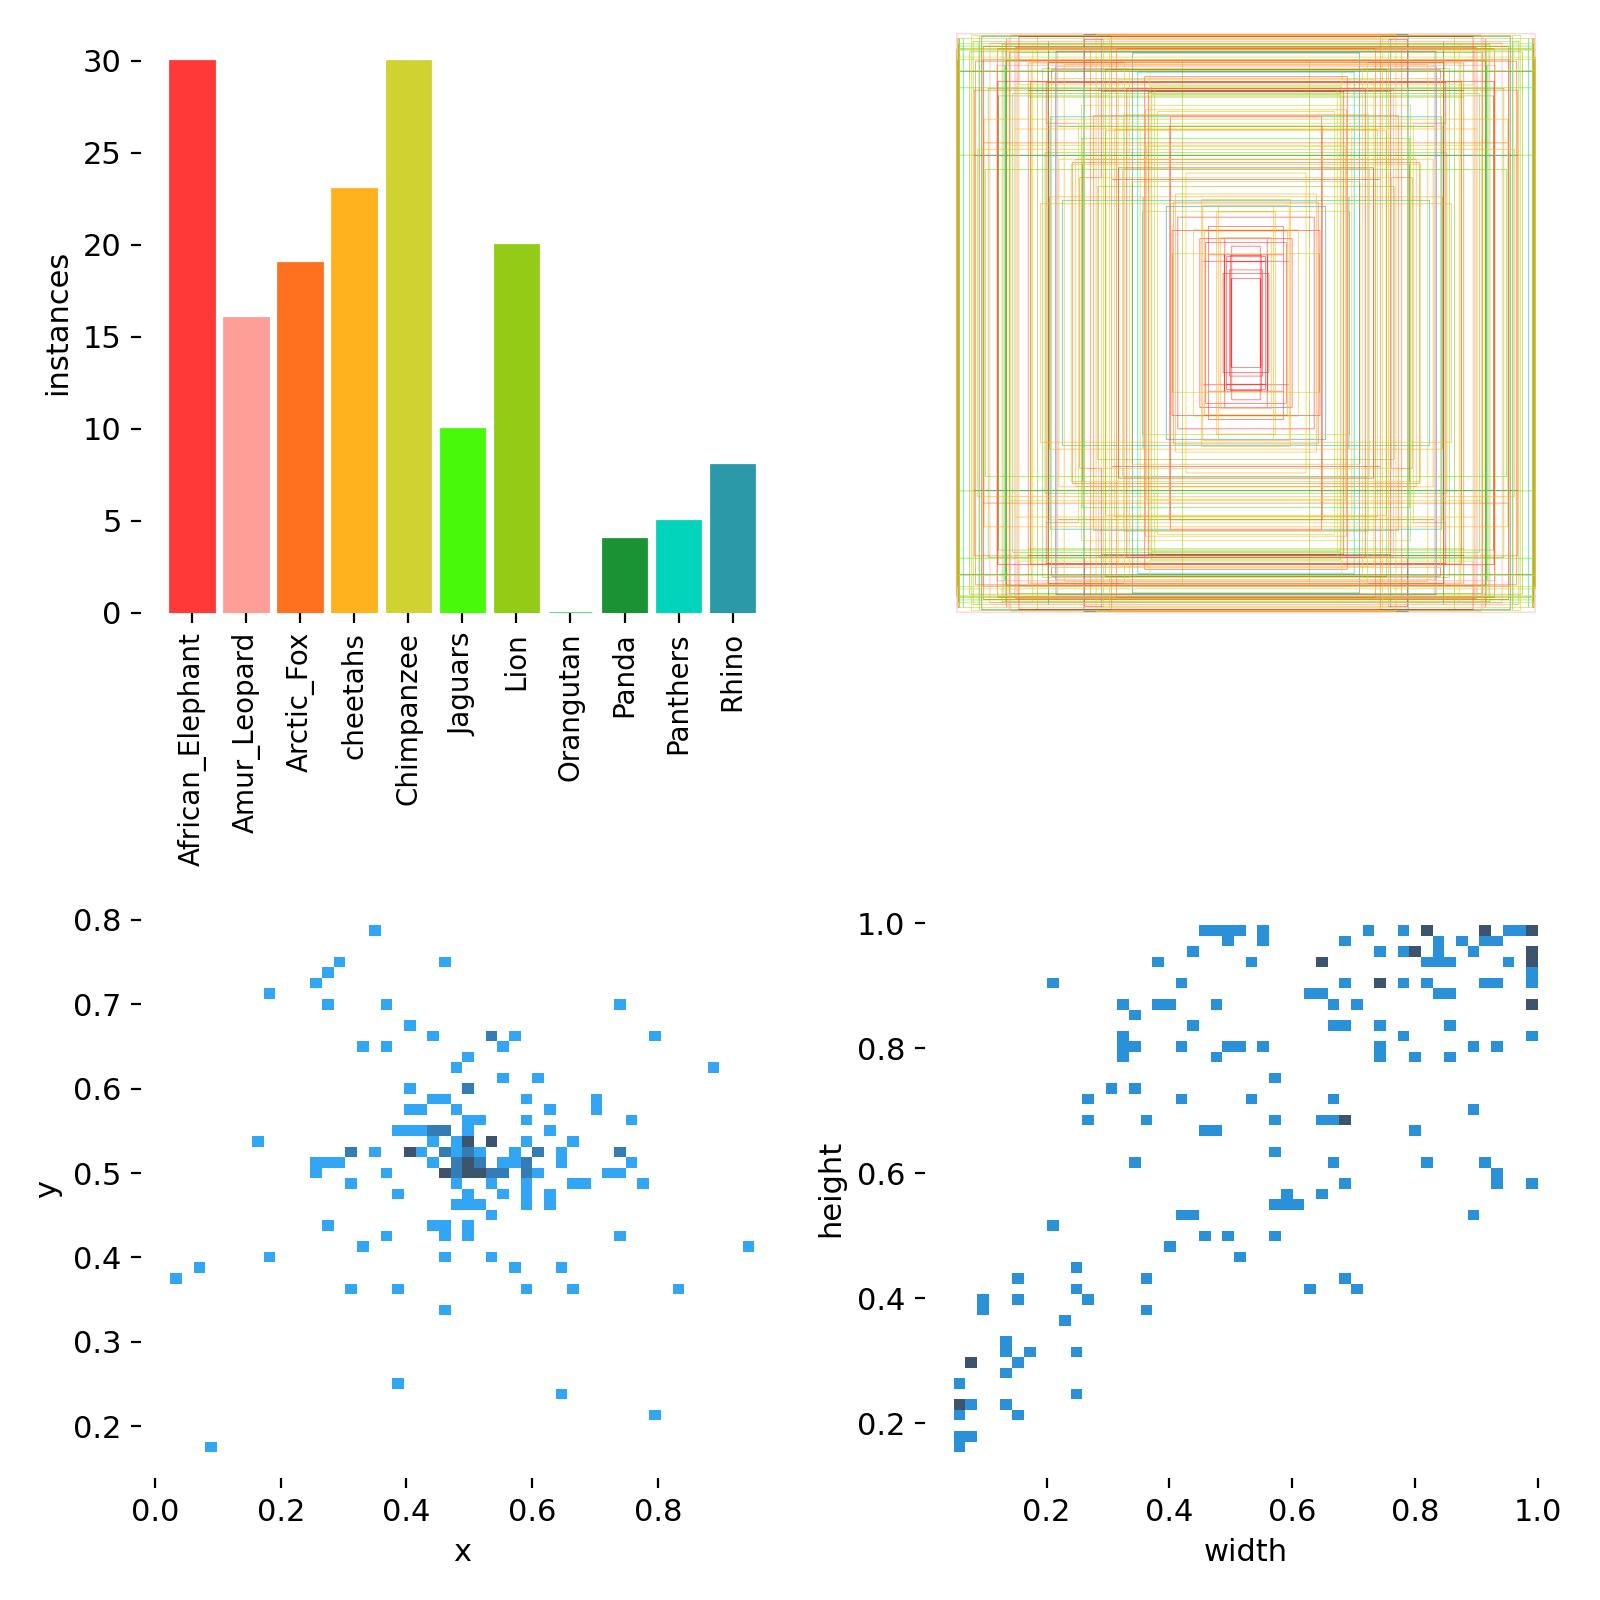 30
25
20
15
10
5
0
instances
African_Elephant
Amur_Leopard
Arctic_Fox
cheetahs
Chimpanzee
Jaguars
Lion
Orangutan
Panda
Panthers
Rhino
0.8
0.7
0.6
0.5
0.4
0.3
0.2
y
0.0 0.2 0.4 0.6 0.8
x
1.0
0.8
0.6
0.4
0.2
height
0.2 0.4 0.6 0.8 1.0
width